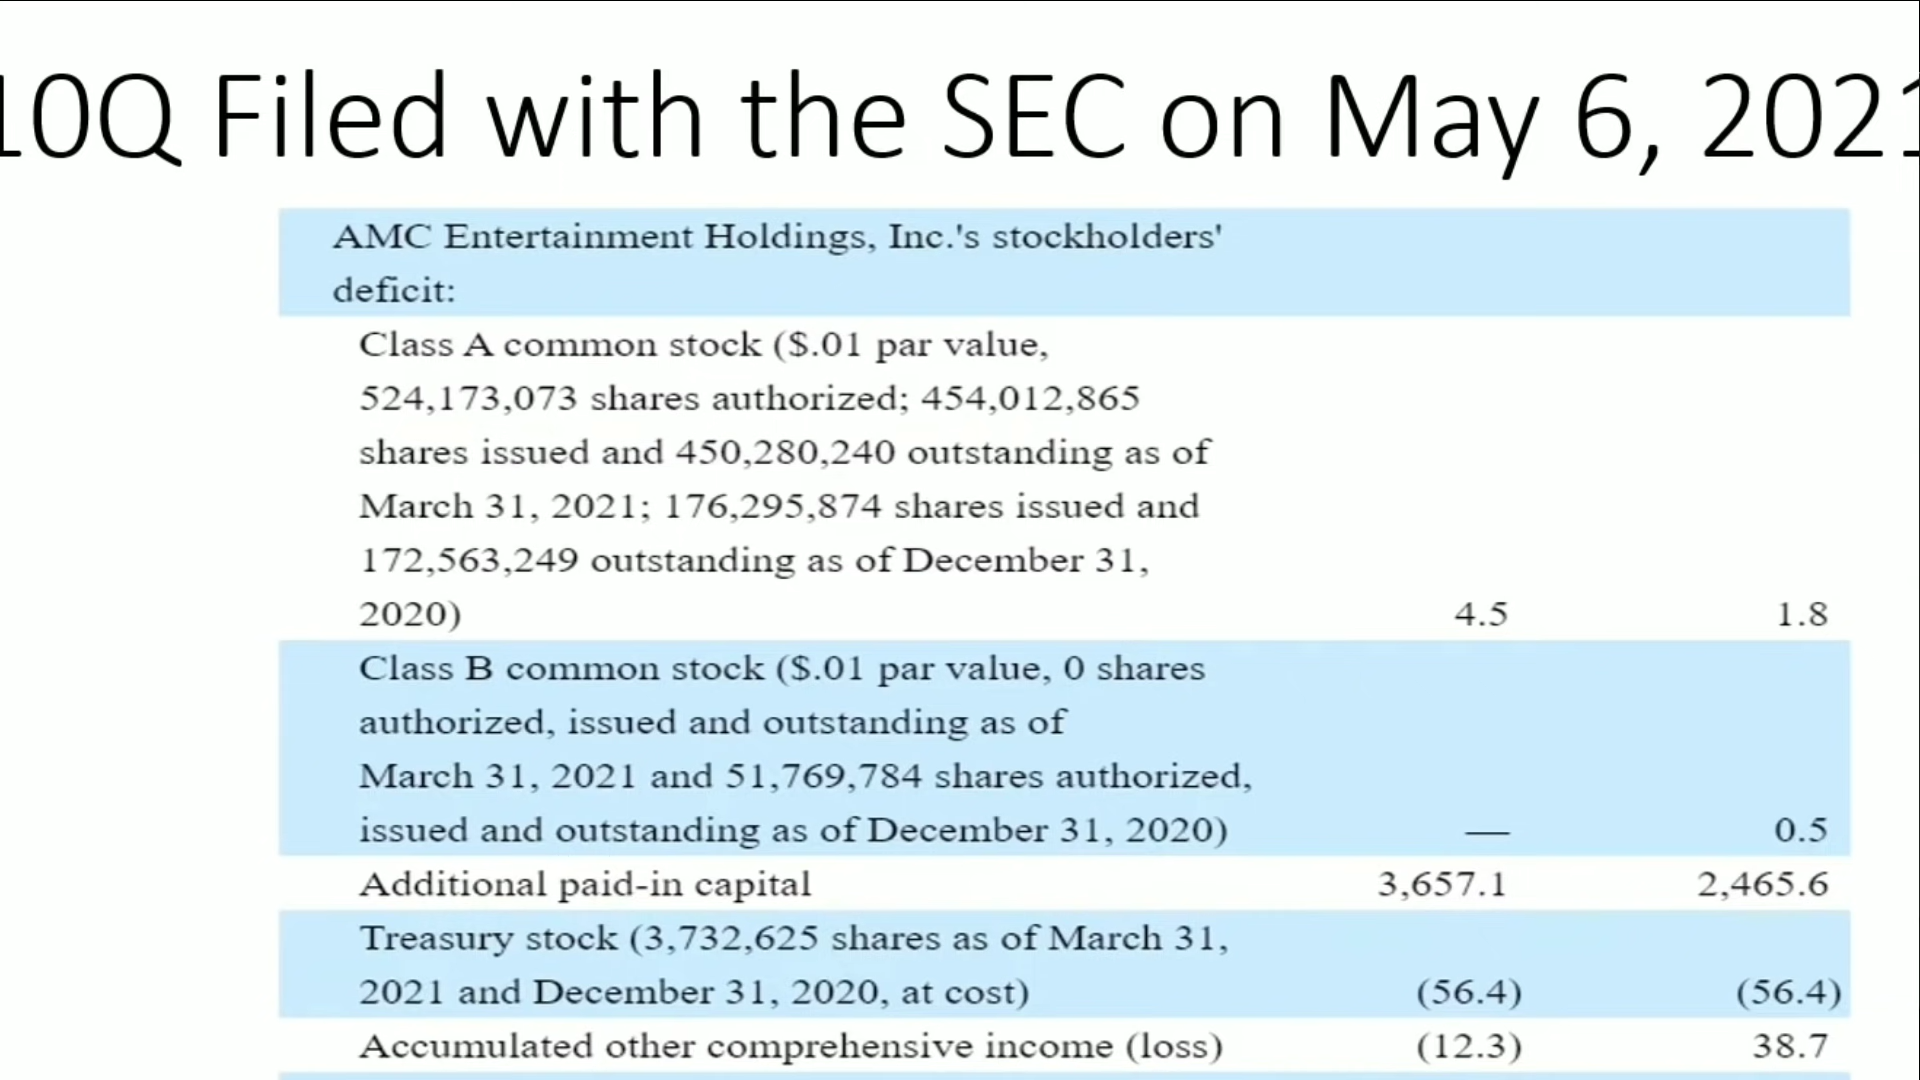 10Q Filed with the SEC on May 6, 2021
AMC Entertainment Holdings, Inc.'s stockholders'
deficit:
Class A common stock ($.01 par value,
524,173,073 shares authorized; 454,012,865
shares issued and 450,280,240 outstanding as of
March 31, 2021; 176,295,874 shares issued and
172,563,249 outstanding as of December 31,
2020) 4.5 1.8
Class B common stock ($.01 par value, 0 shares
authorized, issued and outstanding as of
March 31, 2021 and 51,769,784 shares authorized,
issued and outstanding as of December 31, 2020) — 0.5
Additional paid-in capital 3,657.1 2,465.6
Treasury stock (3,732,625 shares as of March 31,
2021 and December 31, 2020, at cost) (56.4) (56.4)
Accumulated other comprehensive income (loss) (12.3) 38.7